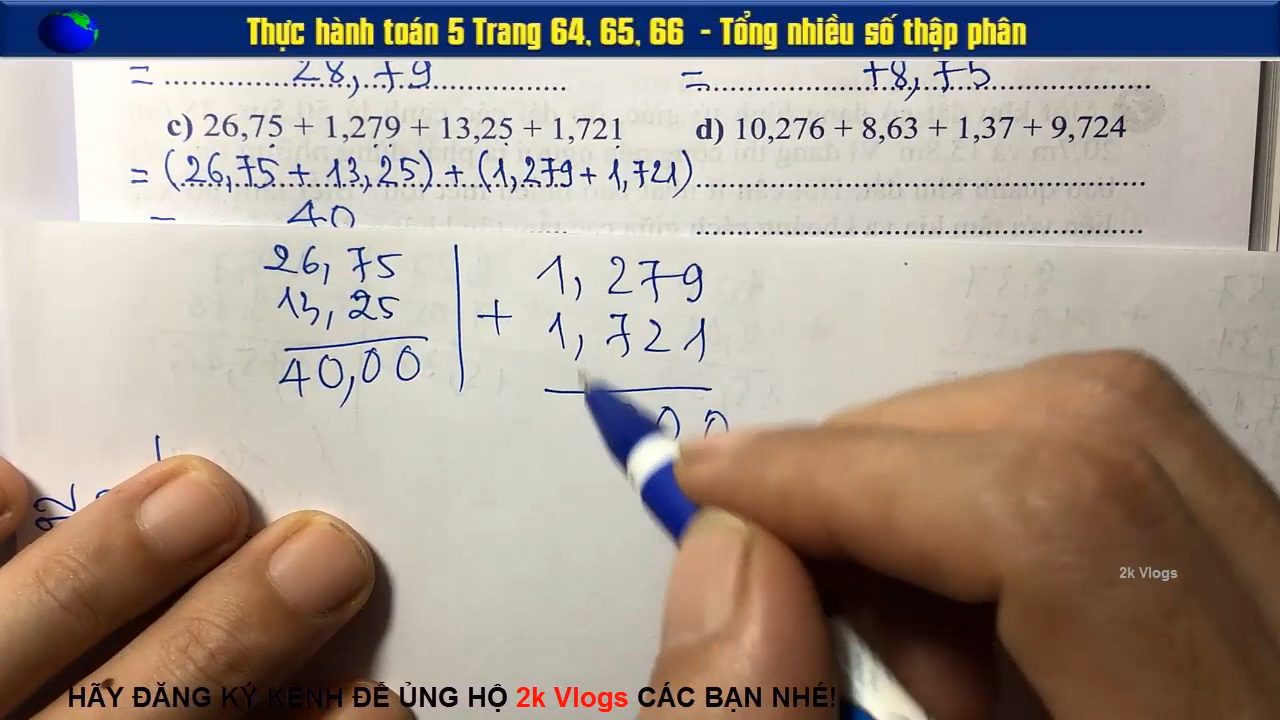 Thực hành toán 5 Trang 64, 65, 66 - Tổng nhiều số thập phân
= 28, 79
= 78, 75
c) 26,75 + 1,279 + 13,25 + 1,721
d) 10,276 + 8,63 + 1,37 + 9,724
= (26,75 + 13,25) + (1,279 + 1,721)
= 40
26, 75
13, 25
40,00
1, 279
+ 1, 721
00
92
2k Vlogs
HÃY ĐĂNG KÝ KÊNH ĐỂ ỦNG HỘ 2k Vlogs CÁC BẠN NHÉ!